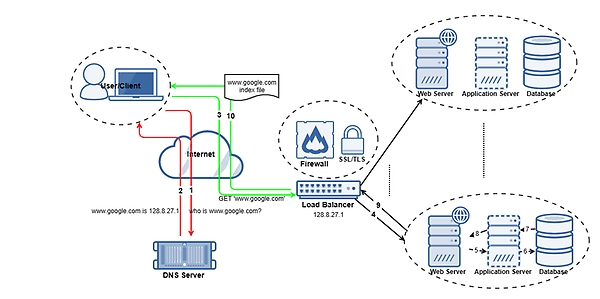 www.google.com
index file
User/Client
Web Server
Application Server
Database
3
10
Firewall
SSL/TLS
Internet
2
1
GET 'www.google.com'
Load Balancer
128.8.27.1
9
4
www.google.com is 128.8.27.1
who is www.google.com?
DNS Server
8
7
5
6
Web Server
Application Server
Database